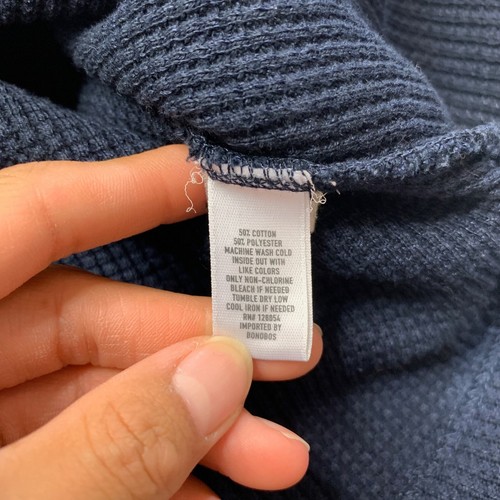 50% COTTON
50% POLYESTER
MACHINE WASH COLD
INSIDE OUT WITH
LIKE COLORS
ONLY NON-CHLORINE
BLEACH IF NEEDED
TUMBLE DRY LOW
COOL IRON IF NEEDED
RN# 128054
IMPORTED BY
BONOBOS